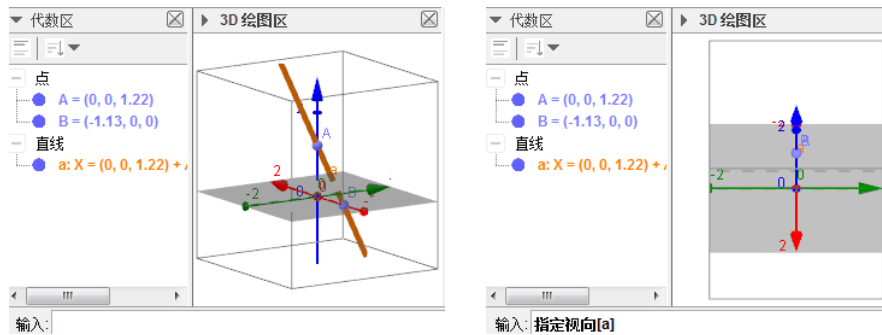 代数区
3D 绘图区
点
A = (0, 0, 1.22)
B = (-1.13, 0, 0)
直线
a: X = (0, 0, 1.22) +
A
2
a
-2
0
0
B
输入:
代数区
3D 绘图区
点
A = (0, 0, 1.22)
B = (-1.13, 0, 0)
直线
a: X = (0, 0, 1.22) +
2
-2
0
0
2
输入: 指定视向[a]